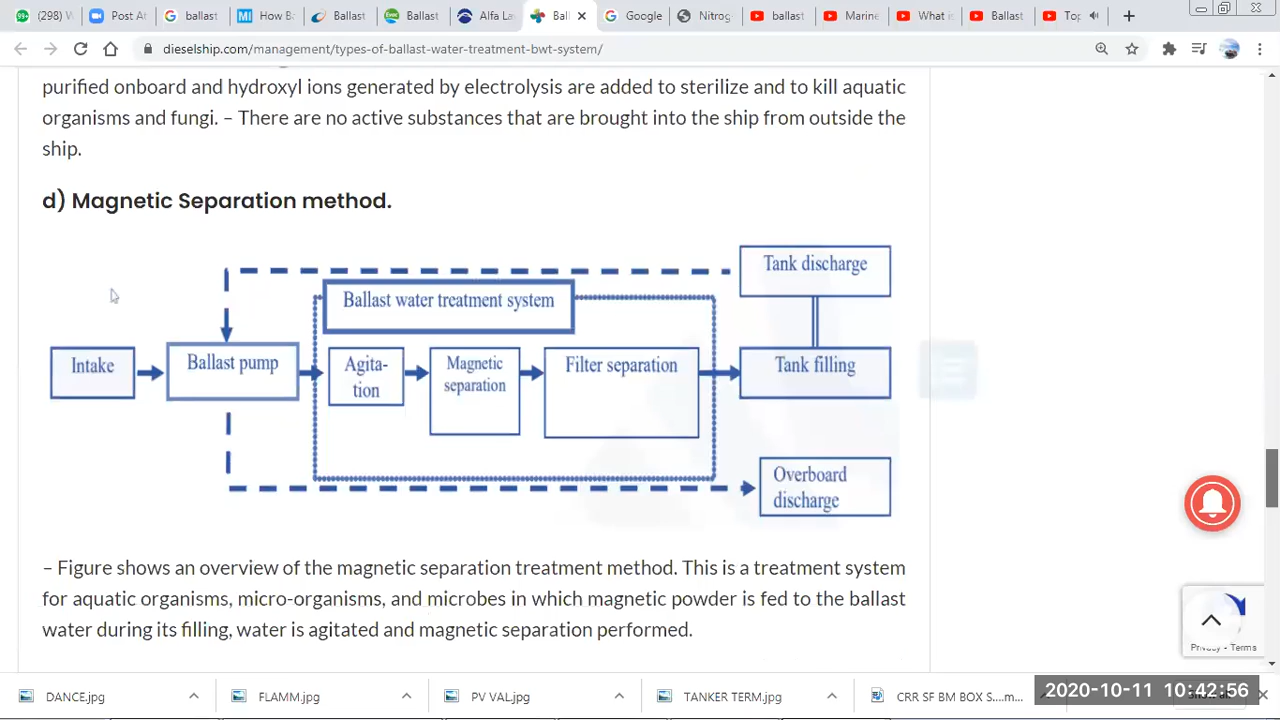 (298) W
Post At
ballast
How Ba
Ballast
Ballast
Alfa La
Ball
Google
Nitrog
ballast
Marine
What is
Ballast
Top
dieselship.com/management/types-of-ballast-water-treatment-bwt-system/
purified onboard and hydroxyl ions generated by electrolysis are added to sterilize and to kill aquatic
organisms and fungi. – There are no active substances that are brought into the ship from outside the
ship.
d) Magnetic Separation method.
Tank discharge
Ballast water treatment system
Intake
Ballast pump
Agita-
tion
Magnetic
separation
Filter separation
Tank filling
Overboard
discharge
– Figure shows an overview of the magnetic separation treatment method. This is a treatment system
for aquatic organisms, micro-organisms, and microbes in which magnetic powder is fed to the ballast
water during its filling, water is agitated and magnetic separation performed.
Privacy - Terms
DANCE.jpg
FLAMM.jpg
PV VAL.jpg
TANKER TERM.jpg
CRR SF BM BOX S....m...
2020-10-11 10:42:56